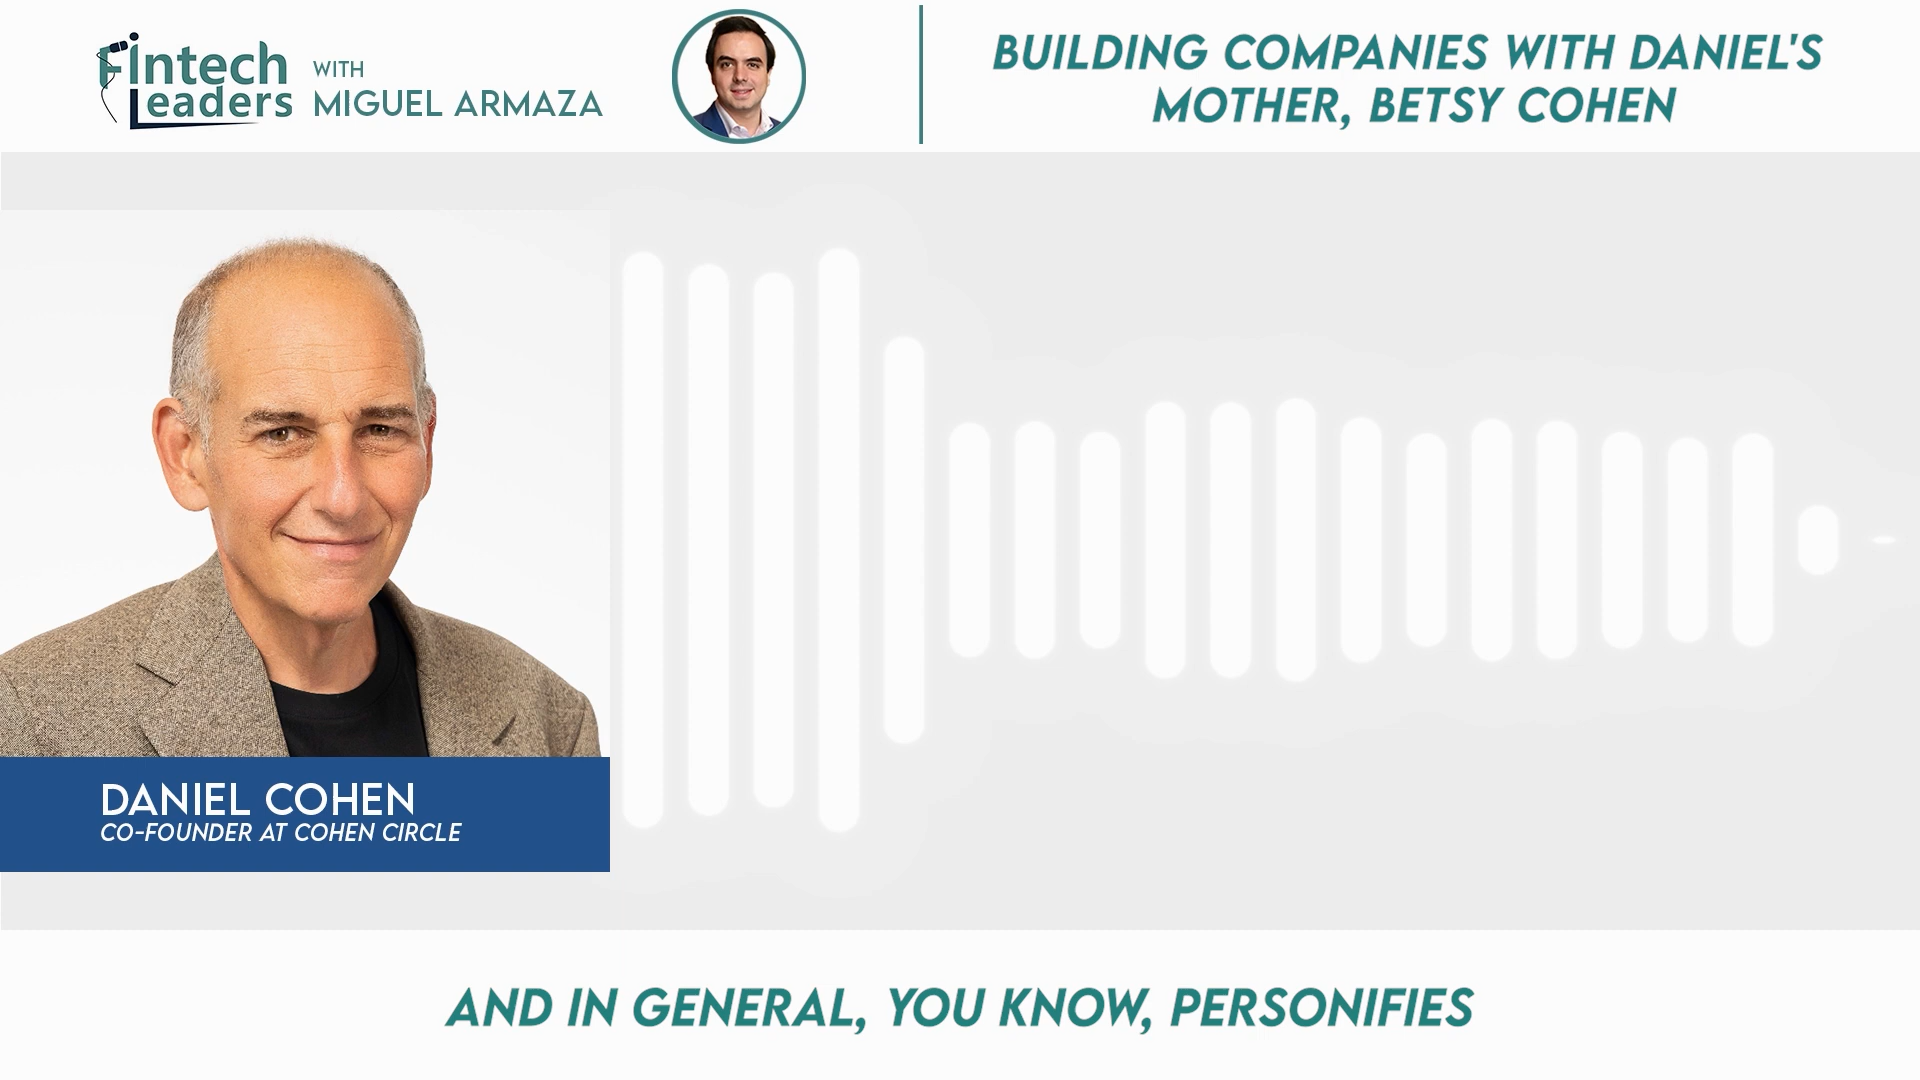 Fintech
Leaders
WITH
MIGUEL ARMAZA
BUILDING COMPANIES WITH DANIEL'S
MOTHER, BETSY COHEN
DANIEL COHEN
CO-FOUNDER AT COHEN CIRCLE
AND IN GENERAL, YOU KNOW, PERSONIFIES